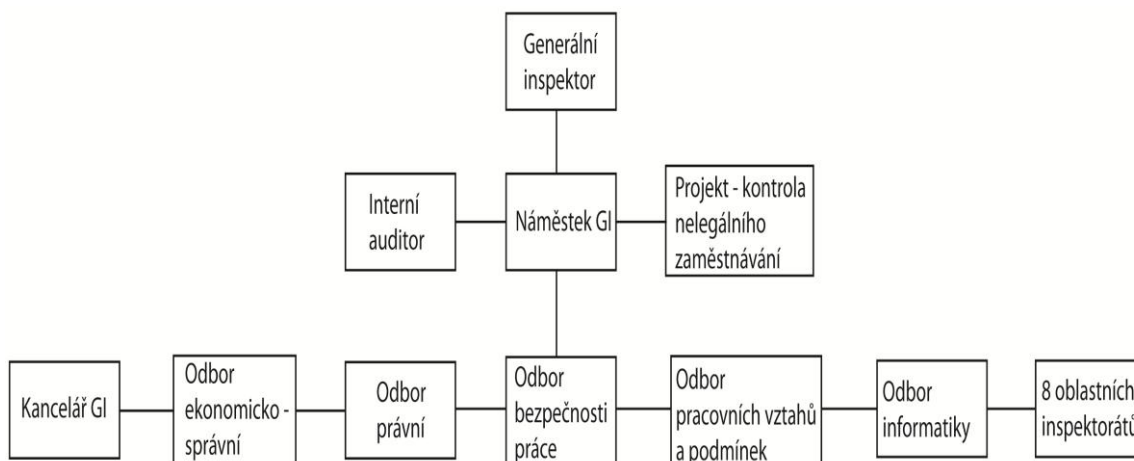 Generální
inspektor
Interní
auditor
Náměstek GI
Projekt - kontrola
nelegálního
zaměstnávání
Kancelář GI
Odbor
ekonomicko -
správní
Odbor
právní
Odbor
bezpečnosti
práce
Odbor
pracovních vztahů
a podmínek
Odbor
informatiky
8 oblastních
inspektorátů